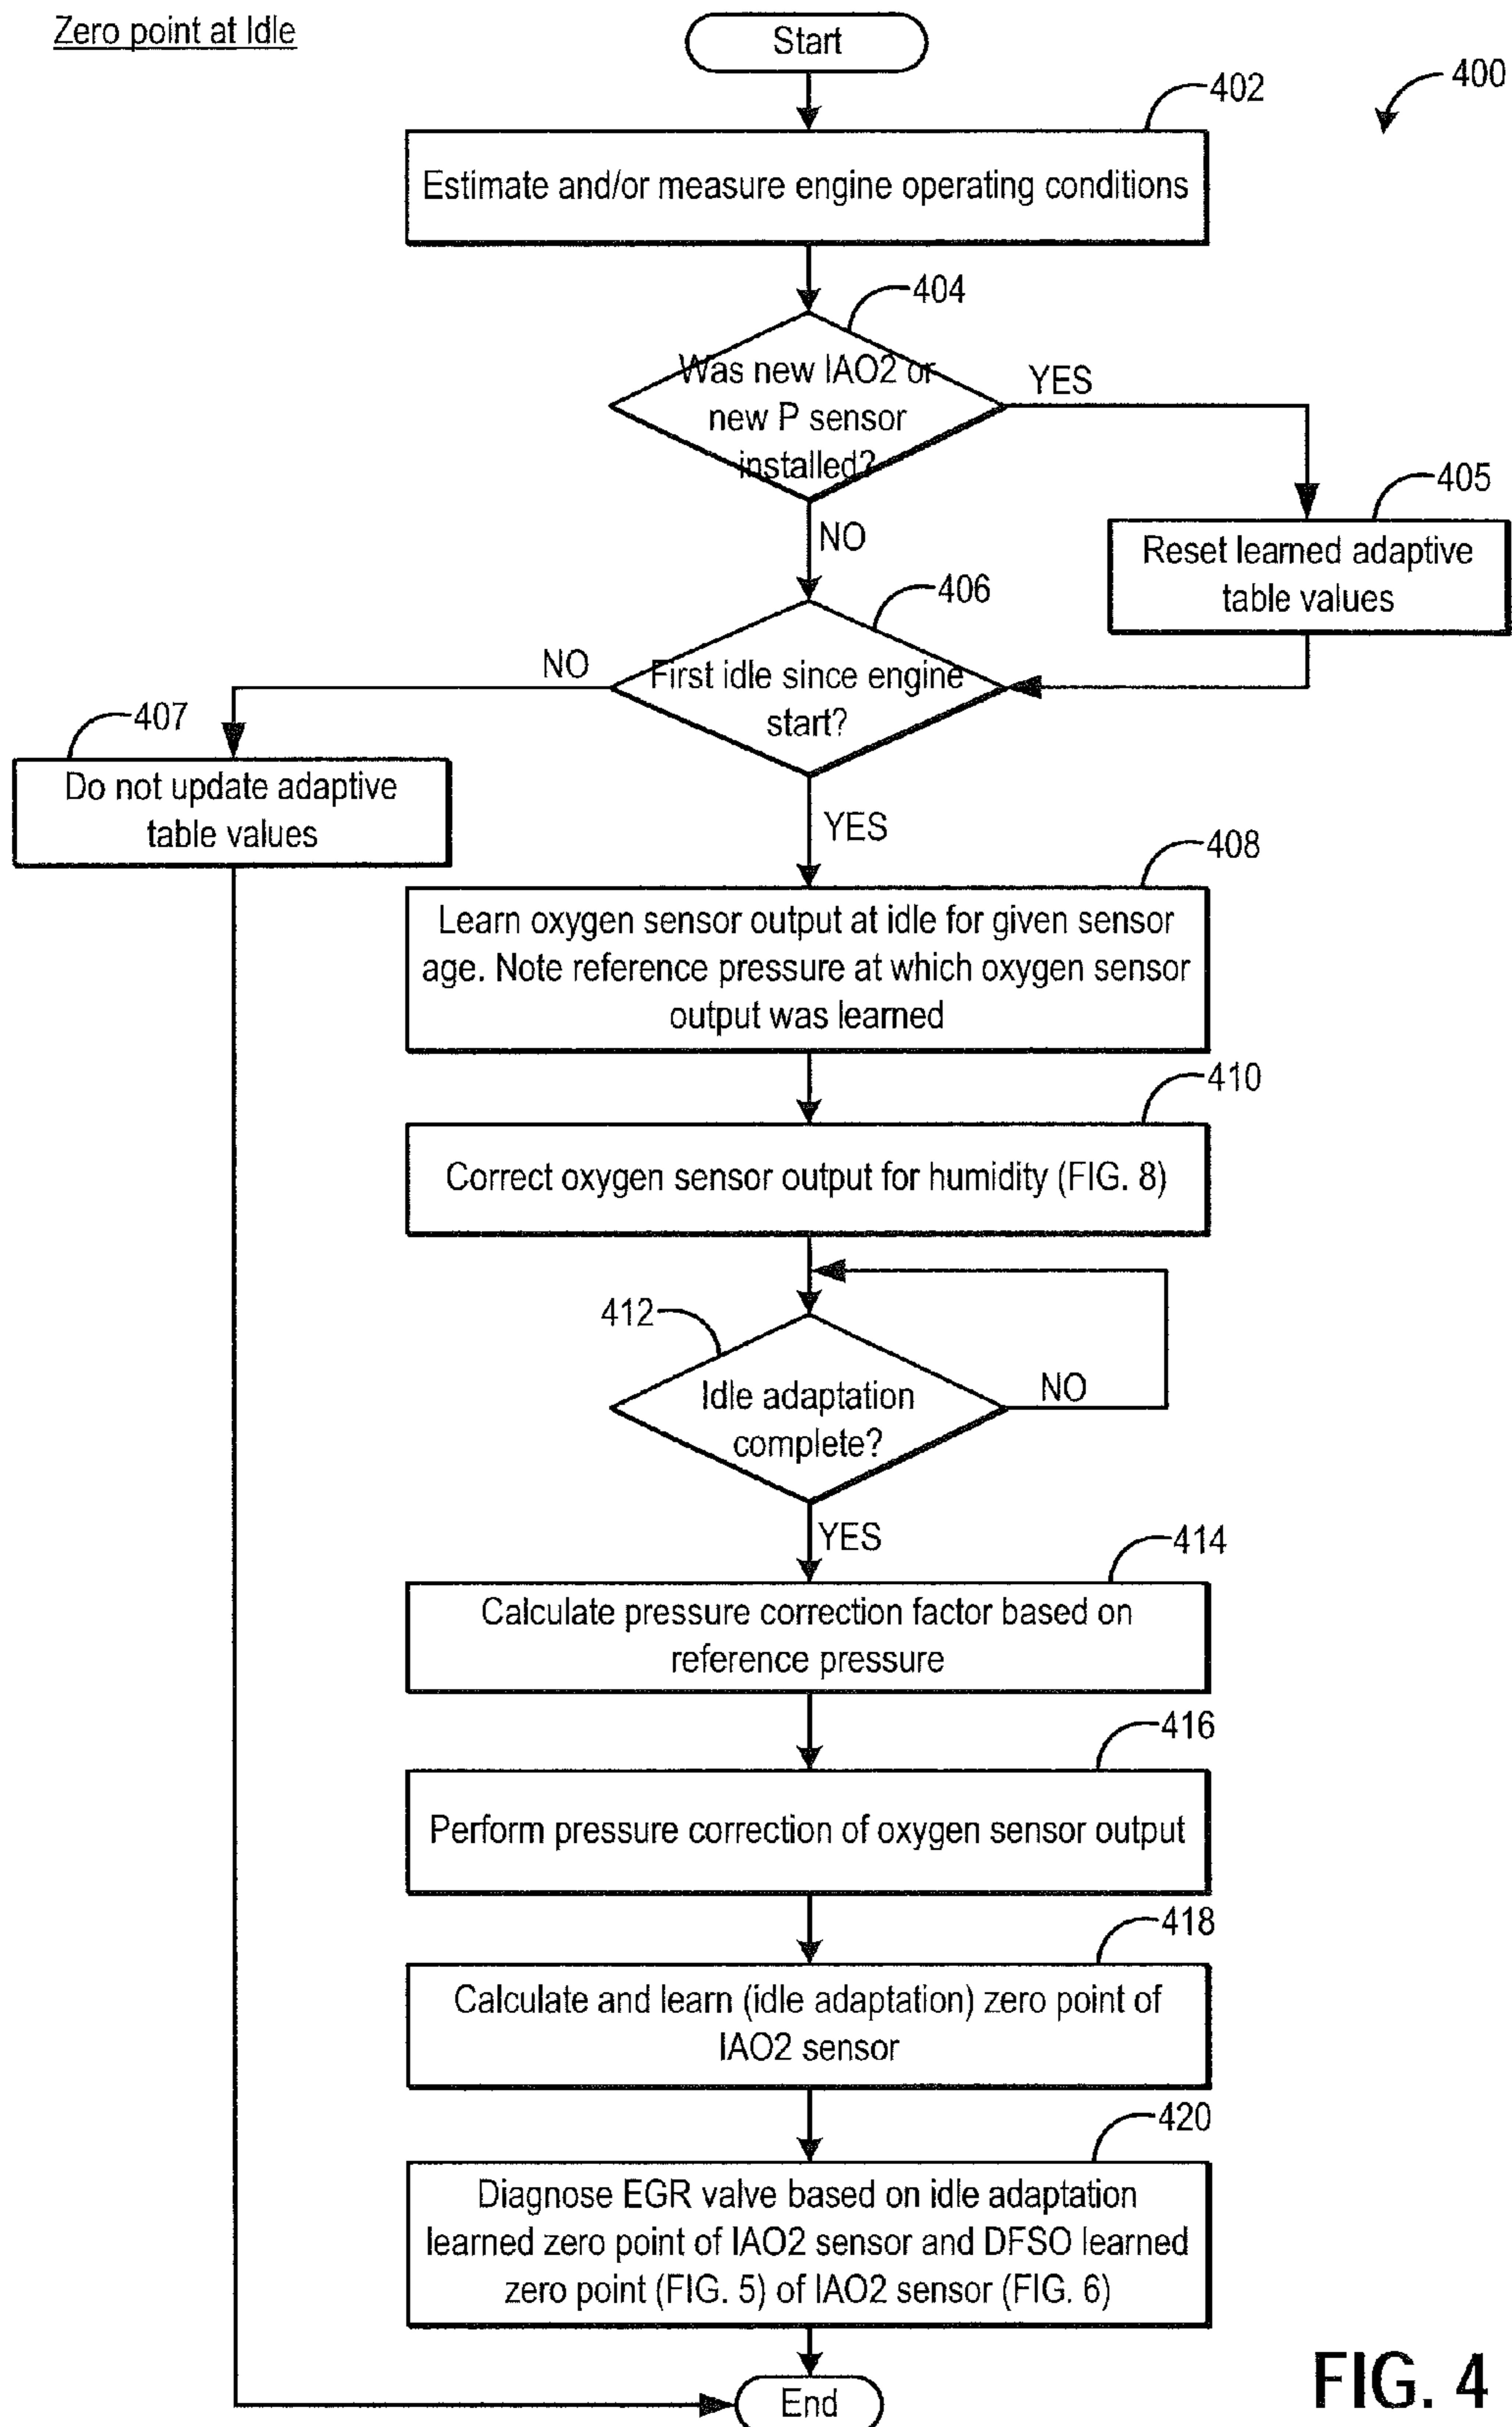 Zero point at Idle
Start
400
402
Estimate and/or measure engine operating conditions
404
Was new IAO2 or
new P sensor
installed?
YES
NO
405
Reset learned adaptive
table values
406
First idle since engine
start?
NO
YES
407
Do not update adaptive
table values
408
Learn oxygen sensor output at idle for given sensor
age. Note reference pressure at which oxygen sensor
output was learned
410
Correct oxygen sensor output for humidity (FIG. 8)
412
Idle adaptation
complete?
NO
YES
414
Calculate pressure correction factor based on
reference pressure
416
Perform pressure correction of oxygen sensor output
418
Calculate and learn (idle adaptation) zero point of
IAO2 sensor
420
Diagnose EGR valve based on idle adaptation
learned zero point of IAO2 sensor and DFSO learned
zero point (FIG. 5) of IAO2 sensor (FIG. 6)
End
FIG. 4